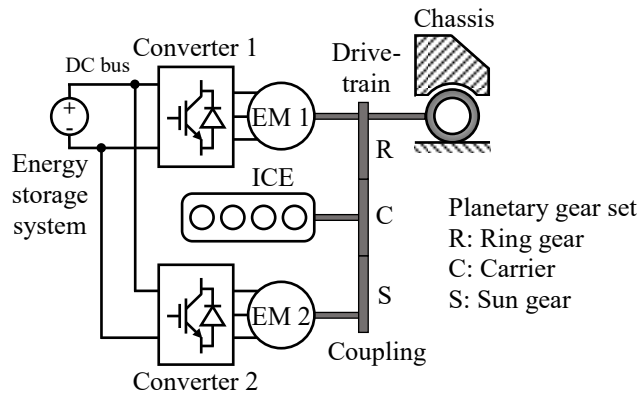 Chassis
Converter 1
Drive-
train
DC bus
+
-
EM 1
R
Energy
storage
system
ICE
C
Planetary gear set
R: Ring gear
C: Carrier
S: Sun gear
S
EM 2
Coupling
Converter 2